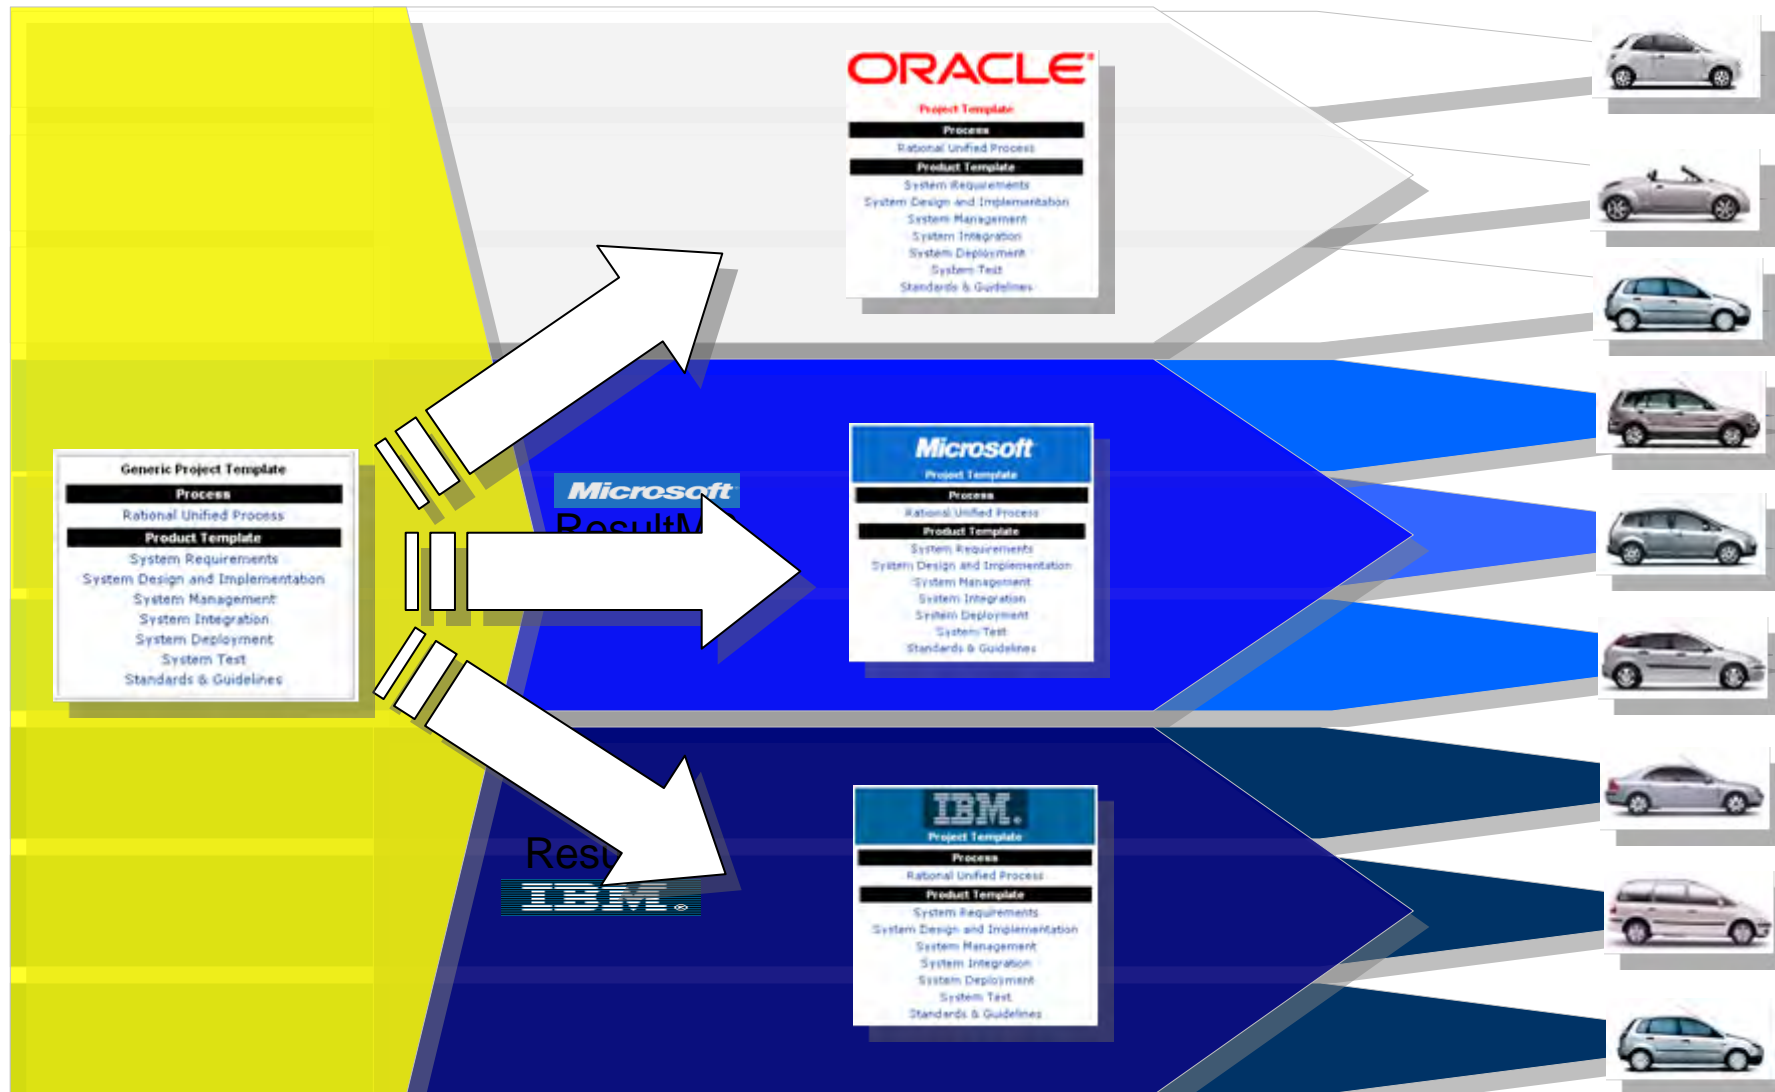 Generic Project Template
Process
Rational Unified Process
Product Template
System Requirements
System Design and Implementation
System Management
System Integration
System Deployment
System Test
Standards & Guidelines
Microsoft
IBM®
ORACLE®
Project Template
Process
Rational Unified Process
Product Template
System Requirements
System Design and Implementation
System Management
System Integration
System Deployment
System Test
Standards & Guidelines
Microsoft
Project Template
Process
Rational Unified Process
Product Template
System Requirements
System Design and Implementation
System Management
System Integration
System Deployment
System Test
Standards & Guidelines
IBM.
Project Template
Process
Rational Unified Process
Product Template
System Requirements
System Design and Implementation
System Management
System Integration
System Deployment
System Test
Standards & Guidelines